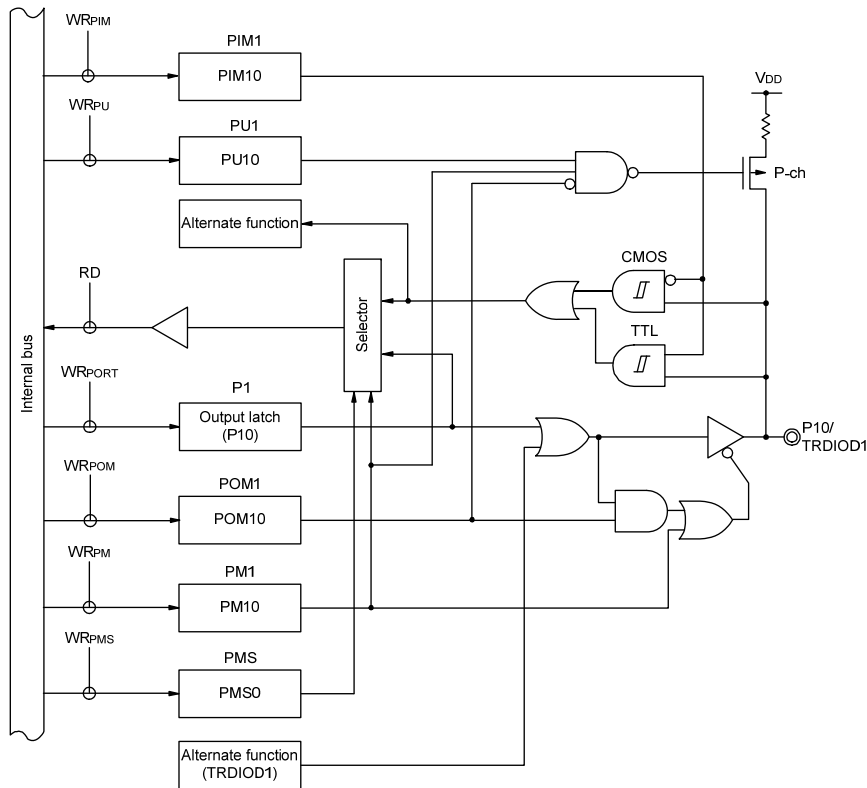 WRPIM
PIM1
PIM10
VDD
WRPU
PU1
PU10
P-ch
Alternate function
CMOS
RD
Selector
TTL
Internal bus
WRPORT
P1
Output latch
(P10)
P10/
TRDIOD1
WRPOM
POM1
POM10
WRPM
PM1
PM10
WRPMS
PMS
PMS0
Alternate function
(TRDIOD1)